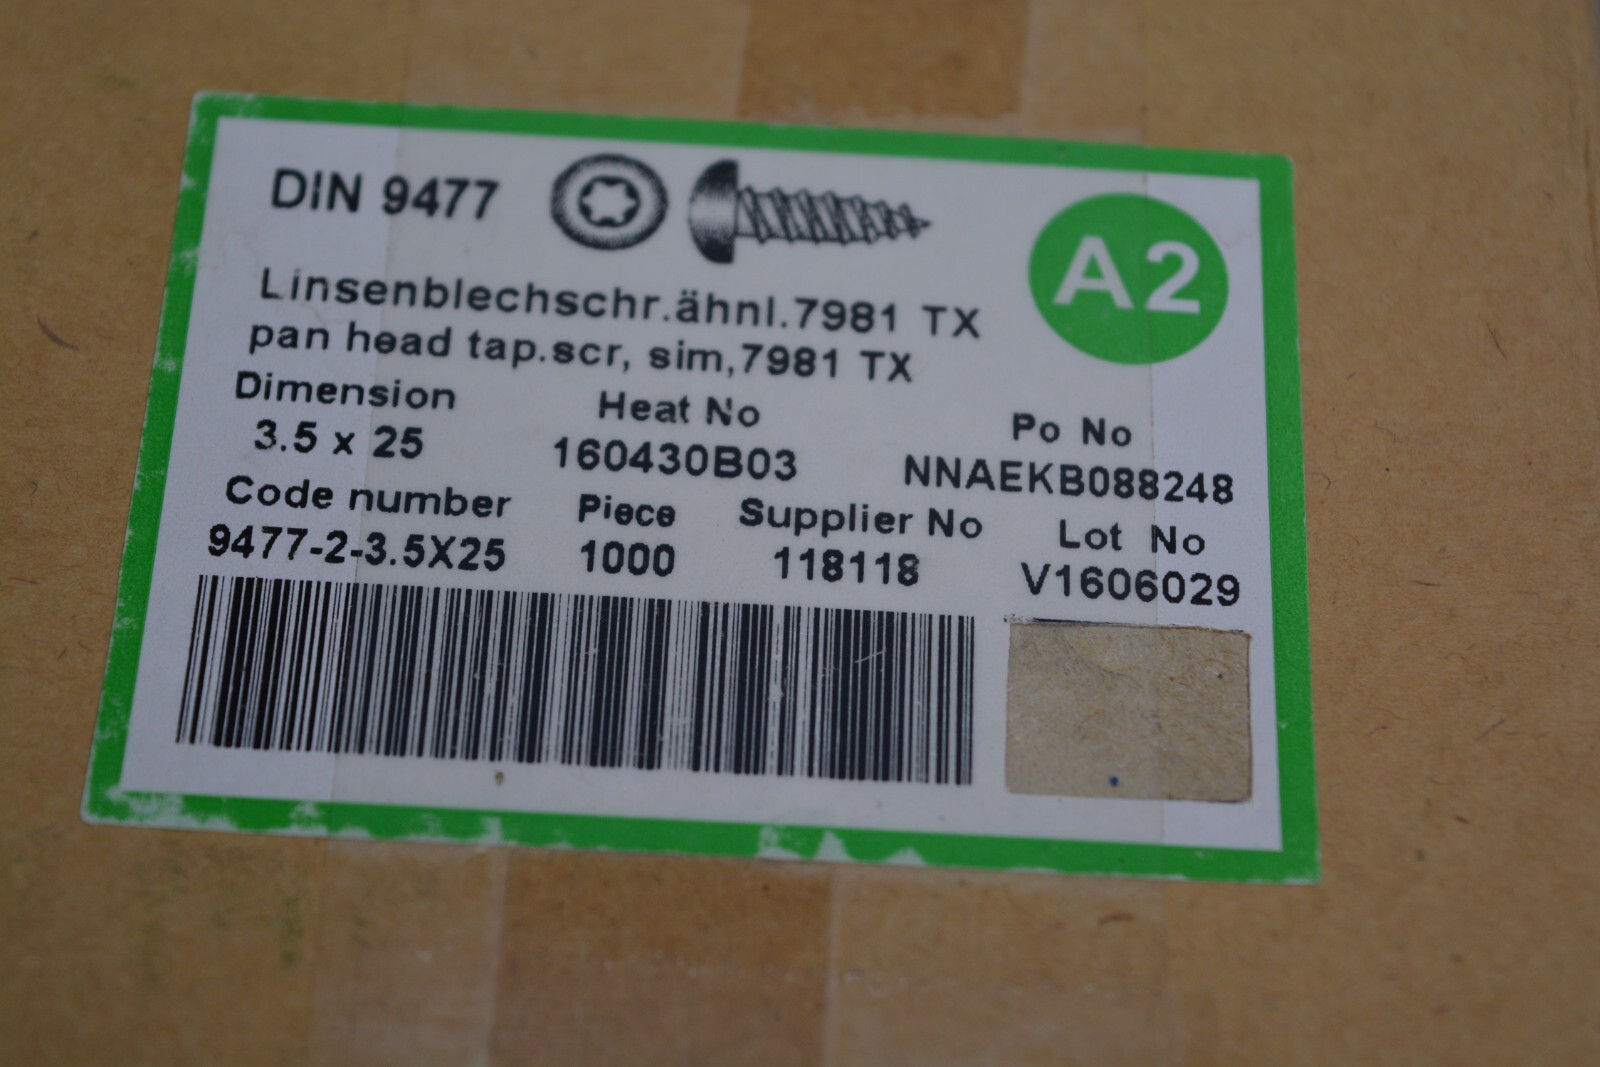 DIN 9477
A2
Linsenblechschr.ähnl.7981 TX
pan head tap.scr, sim,7981 TX
Dimension Heat No Po No
3.5 x 25 160430B03 NNAEKB088248
Code number Piece Supplier No Lot No
9477-2-3.5X25 1000 118118 V1606029